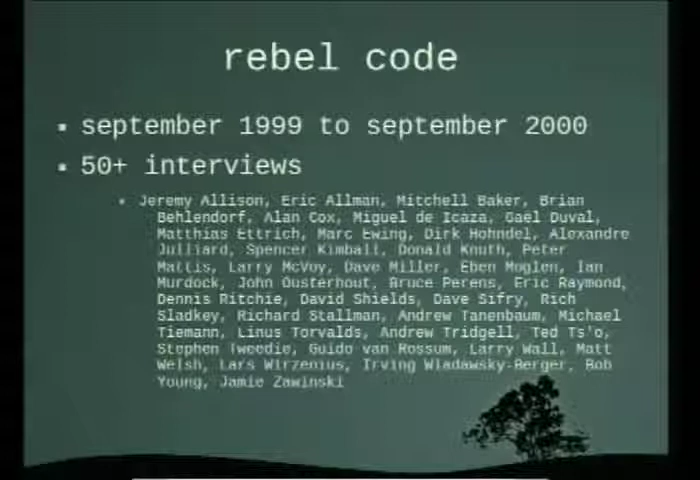 rebel code
september 1999 to september 2000
50+ interviews
Jeremy Allison, Eric Allman, Mitchell Baker, Brian
Behlendorf, Alan Cox, Miguel de Icaza, Gael Duval,
Matthias Ettrich, Marc Ewing, Dirk Hohndel, Alexandre
Julliard, Spencer Kimball, Donald Knuth, Peter
Mattis, Larry McVoy, Dave Miller, Eben Moglen, Ian
Murdock, John Ousterhout, Bruce Perens, Eric Raymond,
Dennis Ritchie, David Shields, Dave Sifry, Rich
Sladkey, Richard Stallman, Andrew Tanenbaum, Michael
Tiemann, Linus Torvalds, Andrew Tridgell, Ted Ts'o,
Stephen Tweedie, Guido van Rossum, Larry Wall, Matt
Welsh, Lars Wirzenius, Irving Wladawsky-Berger, Bob
Young, Jamie Zawinski